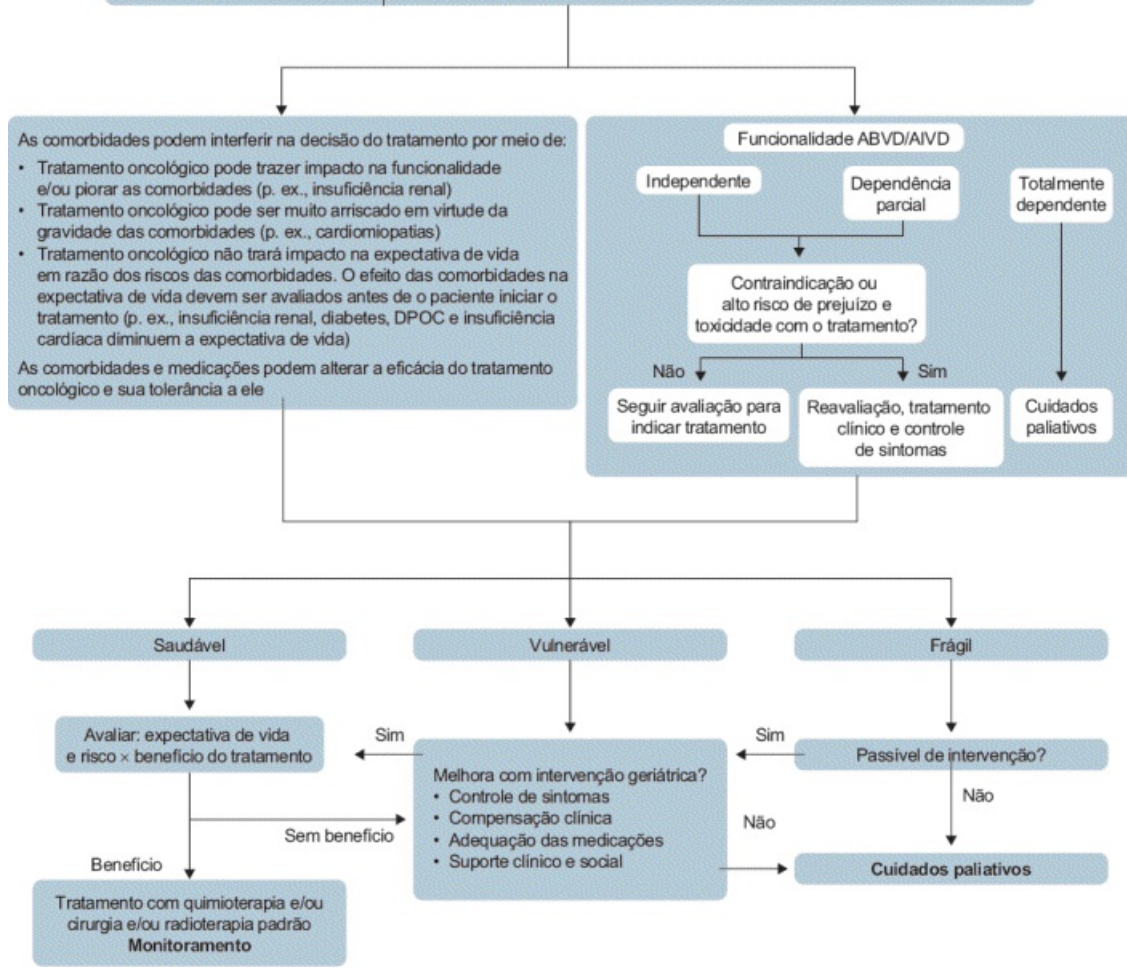 As comorbidades podem interferir na decisão do tratamento por meio de:
• Tratamento oncológico pode trazer impacto na funcionalidade
e/ou piorar as comorbidades (p. ex., insuficiência renal)
• Tratamento oncológico pode ser muito arriscado em virtude da
gravidade das comorbidades (p. ex., cardiomiopatias)
• Tratamento oncológico não trará impacto na expectativa de vida
em razão dos riscos das comorbidades. O efeito das comorbidades na
expectativa de vida devem ser avaliados antes de o paciente iniciar o
tratamento (p. ex., insuficiência renal, diabetes, DPOC e insuficiência
cardíaca diminuem a expectativa de vida)
As comorbidades e medicações podem alterar a eficácia do tratamento
oncológico e sua tolerância a ele
Funcionalidade ABVD/AIVD
Independente
Dependência
parcial
Totalmente
dependente
Contraindicação ou
alto risco de prejuízo e
toxicidade com o tratamento?
Não
Sim
Seguir avaliação para
indicar tratamento
Reavaliação, tratamento
clínico e controle
de sintomas
Cuidados
paliativos
Saudável
Vulnerável
Frágil
Avaliar: expectativa de vida
e risco × benefício do tratamento
Sim
Melhora com intervenção geriátrica?
• Controle de sintomas
• Compensação clínica
• Adequação das medicações
• Suporte clínico e social
Sim
Passível de intervenção?
Não
Sem benefício
Não
Benefício
Cuidados paliativos
Tratamento com quimioterapia e/ou
cirurgia e/ou radioterapia padrão
Monitoramento